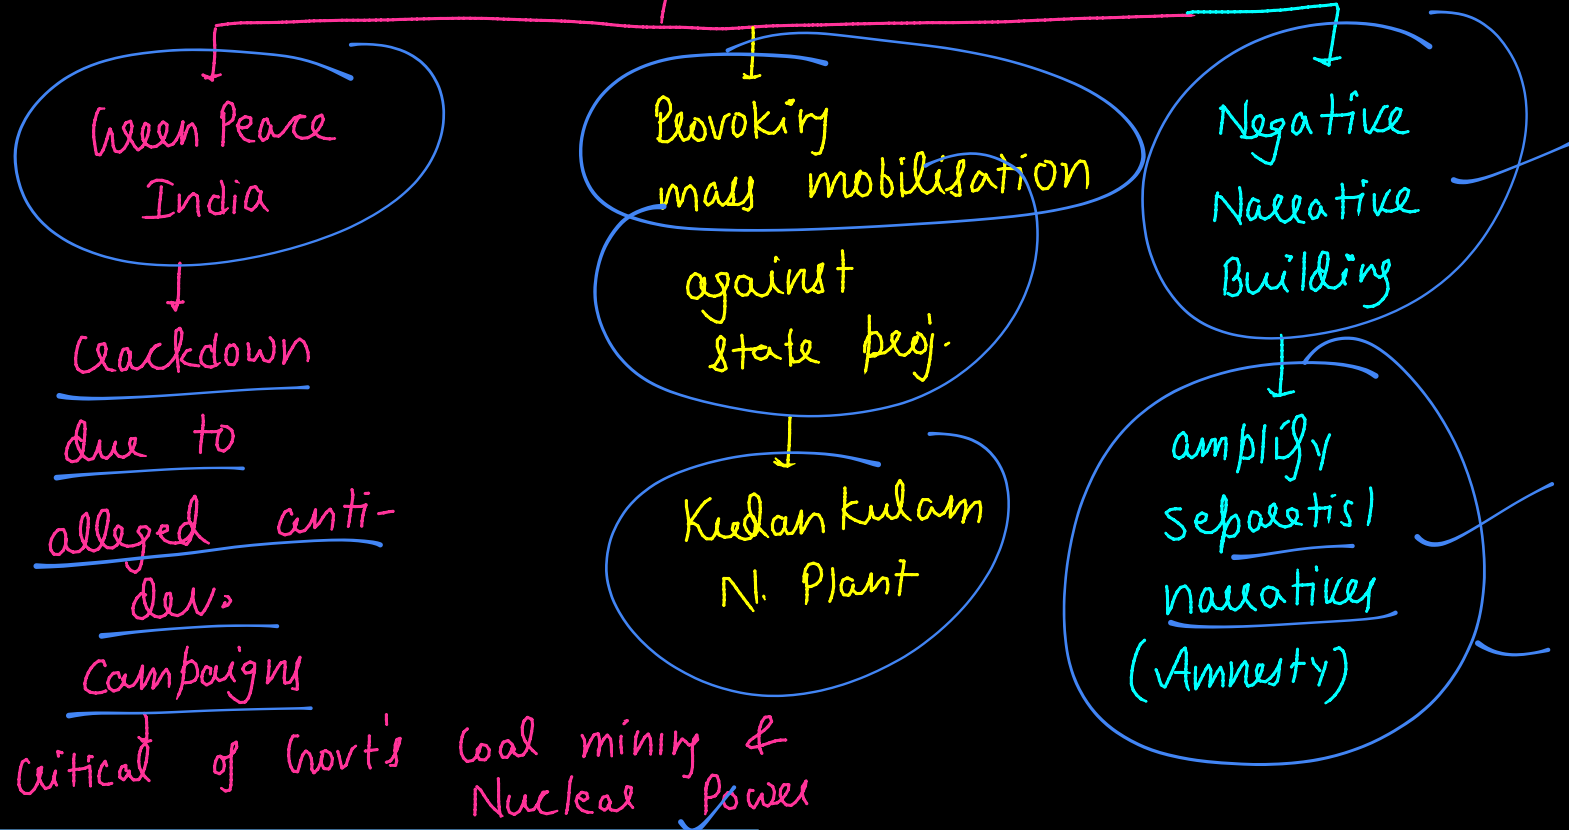 Green Peace
India
Crackdown
due to
alleged anti-
dev.
Campaigns
Critical of Govt's Coal mining &
Nuclear Power
Provoking
mass mobilisation
against
state proj.
Kudankulam
N. Plant
Negative
Narrative
Building
amplify
separatist
narratives
(Amnesty)